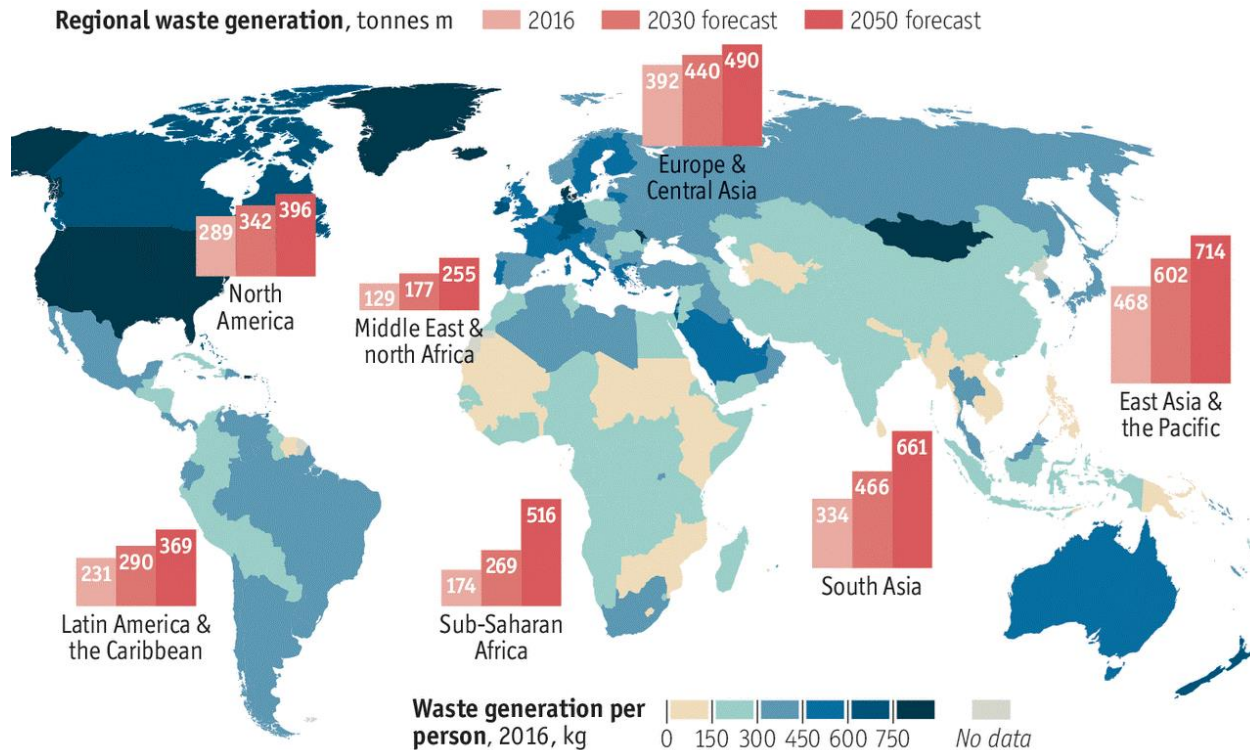 Regional waste generation, tonnes m 2016 2030 forecast 2050 forecast
392 440 490
Europe &
Central Asia
289 342 396
North
America
129 177 255
Middle East &
north Africa
468 602 714
East Asia &
the Pacific
334 466 661
South Asia
231 290 369
Latin America &
the Caribbean
174 269 516
Sub-Saharan
Africa
Waste generation per
person, 2016, kg
0 150 300 450 600 750 No data